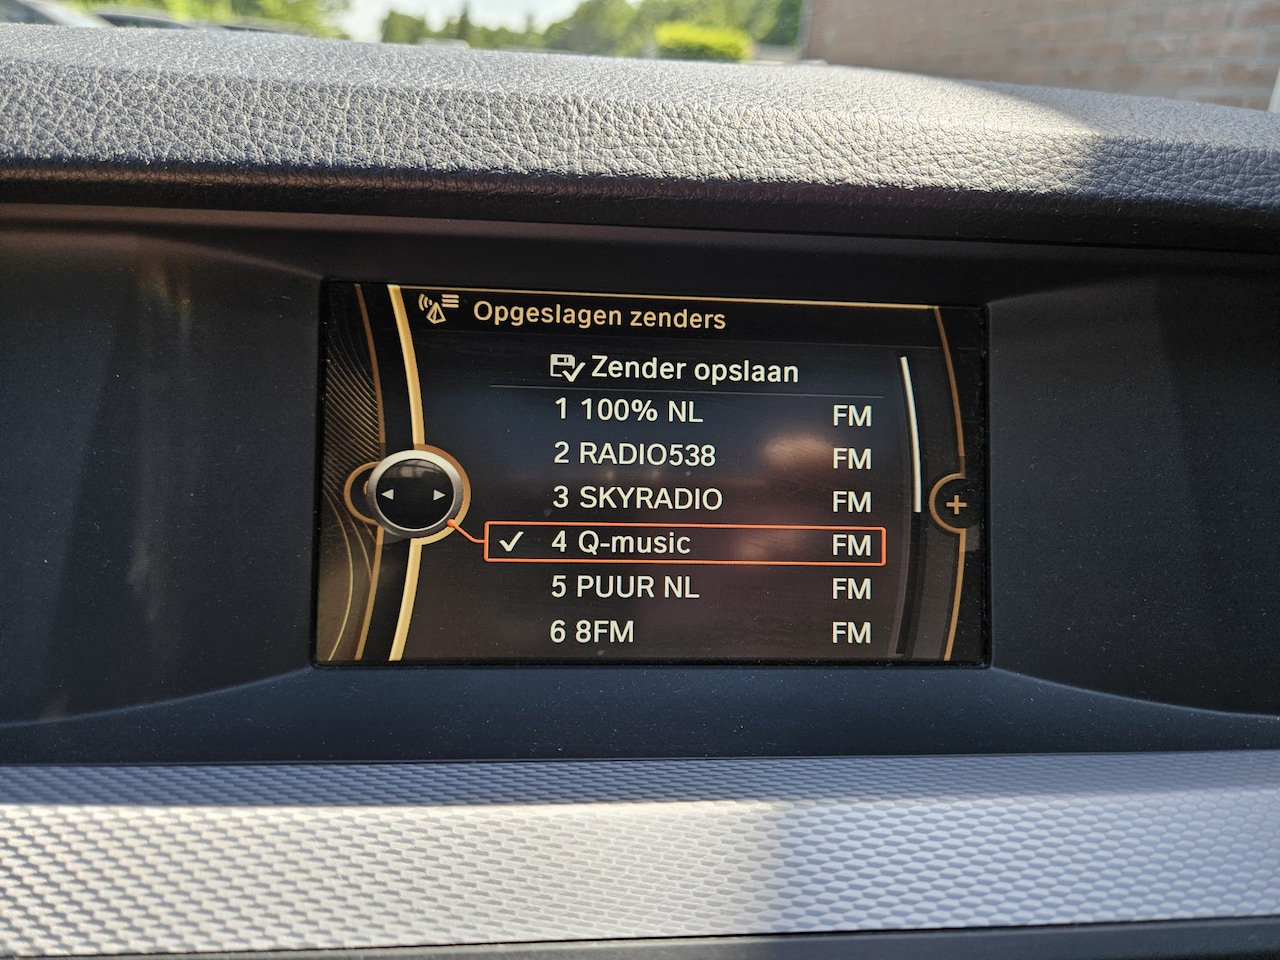 Opgeslagen zenders
Zender opslaan
1 100% NL FM
2 RADIO538 FM
3 SKYRADIO FM
4 Q-music FM
5 PUUR NL FM
6 8FM FM